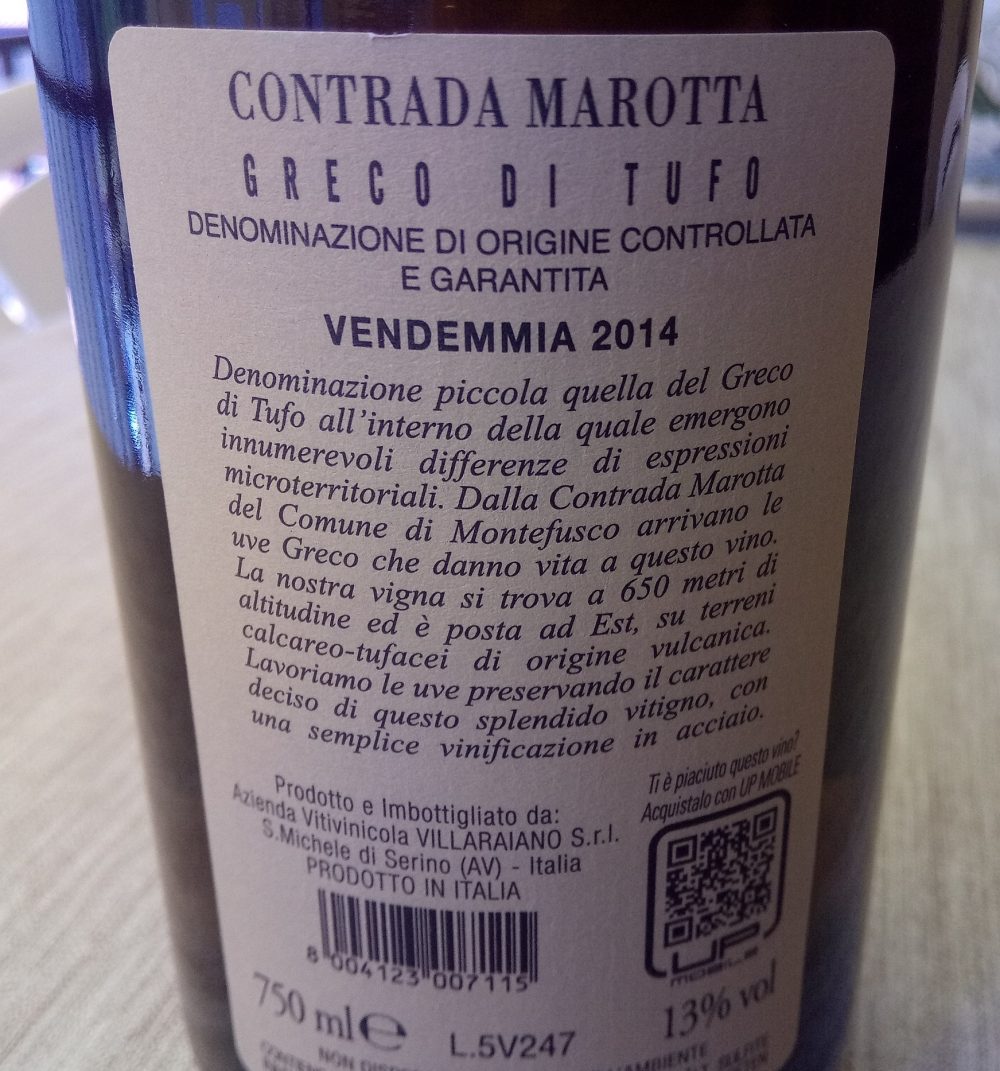 CONTRADA MAROTTA
GRECO DI TUFO
DENOMINAZIONE DI ORIGINE CONTROLLATA
E GARANTITA
VENDEMMIA 2014
Denominazione piccola quella del Greco
di Tufo all'interno della quale emergono
innumerevoli differenze di espressioni
microterritoriali. Dalla Contrada Marotta
del Comune di Montefusco arrivano le
uve Greco che danno vita a questo vino.
La nostra vigna si trova a 650 metri di
altitudine ed è posta ad Est, su terreni
calcareo-tufacei di origine vulcanica.
Lavoriamo le uve preservando il carattere
deciso di questo splendido vitigno, con
una semplice vinificazione in acciaio.
Prodotto e Imbottigliato da:
Azienda Vitivinicola VILLARAIANO S.r.l.
S.Michele di Serino (AV) - Italia
PRODOTTO IN ITALIA
Ti è piaciuto questo vino?
Acquistalo con UP MOBILE
UP
MOBILE
8 004123 007115
750 ml e
L.5V247
13% vol
NON